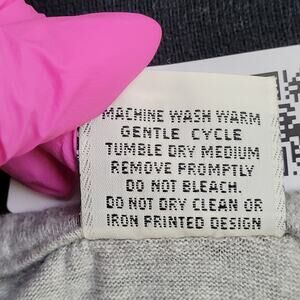 MACHINE WASH WARM
GENTLE CYCLE
TUMBLE DRY MEDIUM
REMOVE PROMPTLY
DO NOT BLEACH.
DO NOT DRY CLEAN OR
IRON PRINTED DESIGN